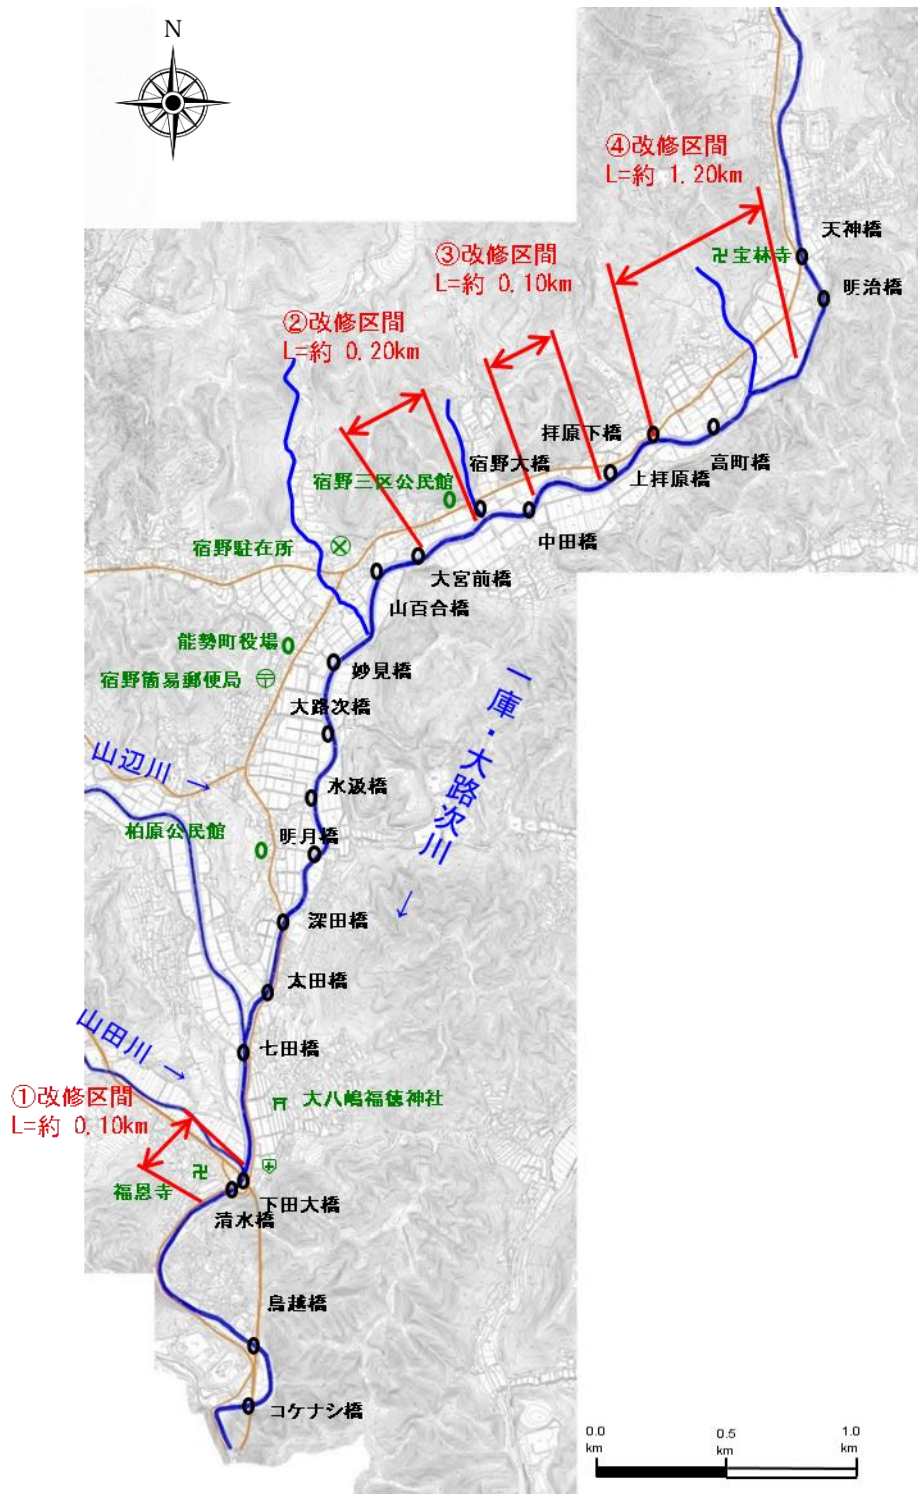 N
④改修区間
L=約 1.20km
天神橋
卍宝林寺
明治橋
③改修区間
L=約 0.10km
②改修区間
L=約 0.20km
拝原下橋
宿野大橋
高町橋
上拝原橋
宿野三区公民館
中田橋
宿野駐在所
大宮前橋
山百合橋
能勢町役場
妙見橋
宿野簡易郵便局
大路次橋
一庫・大路次川
↓
山辺川 →
水汲橋
柏原公民館
明月橋
深田橋
太田橋
山田川 →
七田橋
①改修区間
L=約 0.10km
大八嶋福徳神社
卍
福恩寺
下田大橋
清水橋
鳥越橋
コケナシ橋
0.0
km
0.5
km
1.0
km